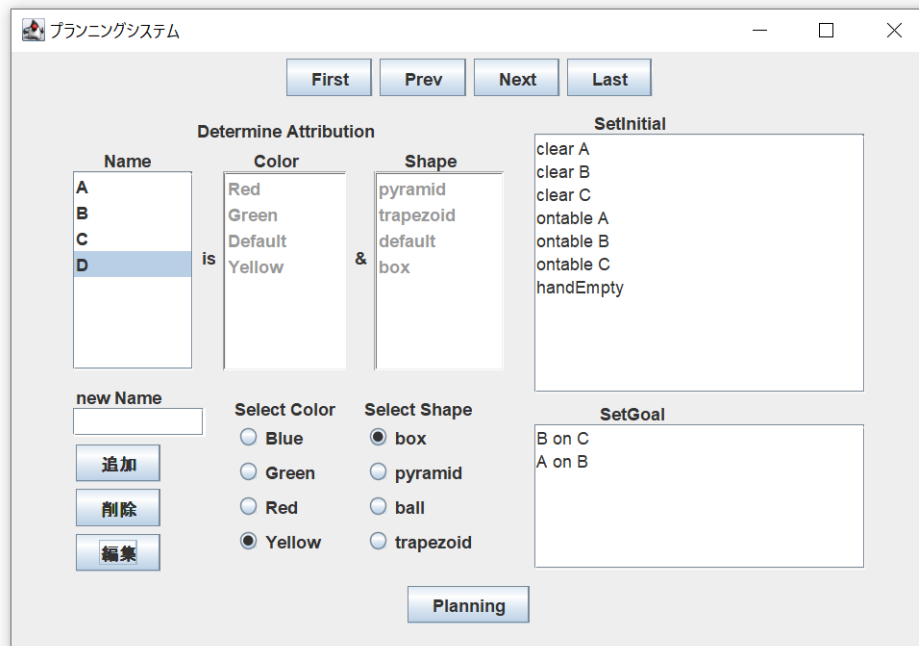 プランニングシステム
First Prev Next Last
Determine Attribution
Name Color Shape
A Red pyramid
B Green trapezoid
C Default default
D Yellow box
is &
new Name
追加
削除
編集
Select Color
Blue
Green
Red
Yellow
Select Shape
box
pyramid
ball
trapezoid
SetInitial
clear A
clear B
clear C
ontable A
ontable B
ontable C
handEmpty
SetGoal
B on C
A on B
Planning